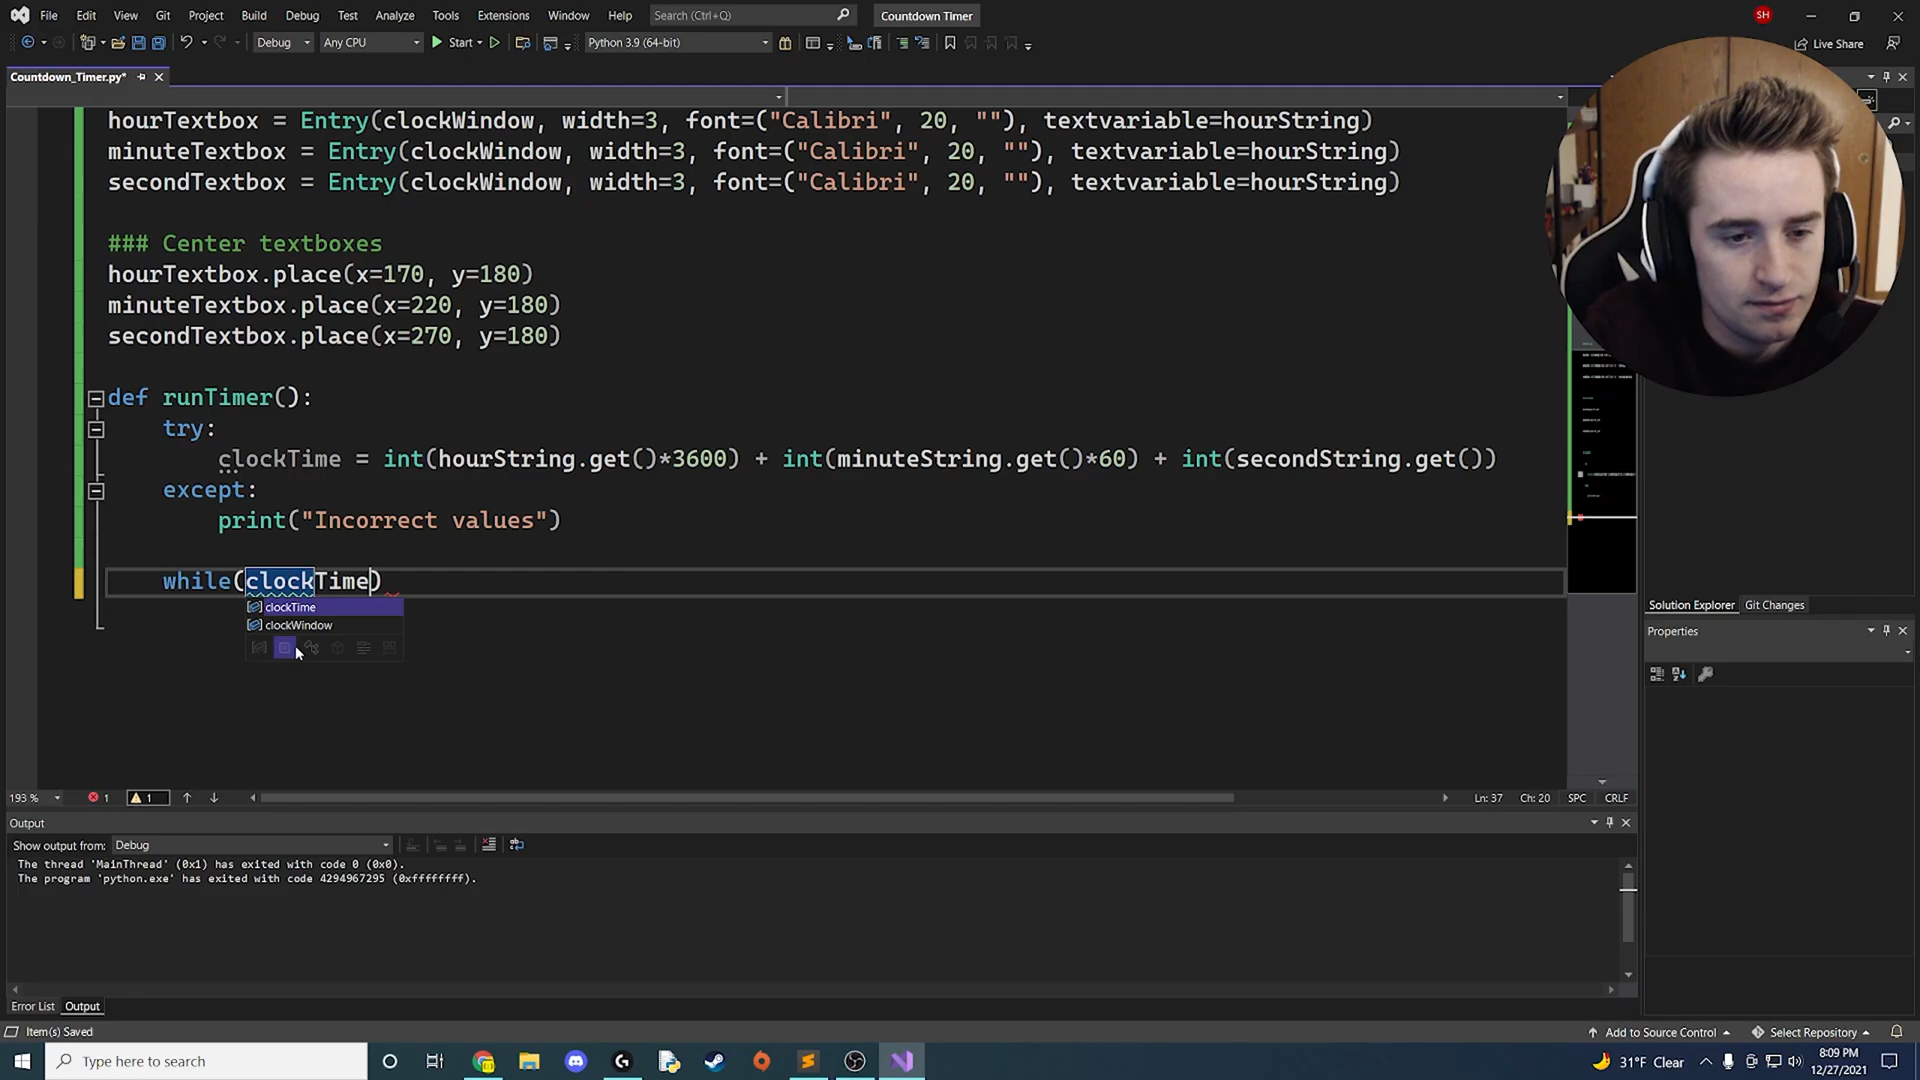 File Edit View Git Project Build Debug Test Analyze Tools Extensions Window Help Search (Ctrl+Q) Countdown Timer SH
Debug Any CPU Start Python 3.9 (64-bit) Live Share
Countdown_Timer.py*
hourTextbox = Entry(clockWindow, width=3, font=("Calibri", 20, ""), textvariable=hourString)
minuteTextbox = Entry(clockWindow, width=3, font=("Calibri", 20, ""), textvariable=hourString)
secondTextbox = Entry(clockWindow, width=3, font=("Calibri", 20, ""), textvariable=hourString)
### Center textboxes
hourTextbox.place(x=170, y=180)
minuteTextbox.place(x=220, y=180)
secondTextbox.place(x=270, y=180)
def runTimer():
try:
clockTime = int(hourString.get()*3600) + int(minuteString.get()*60) + int(secondString.get())
except:
print("Incorrect values")
while(clockTime)
clockTime
clockWindow
Solution Explorer Git Changes
Properties
193 % 1 1 Ln: 37 Ch: 20 SPC CRLF
Output
Show output from: Debug
The thread 'MainThread' (0x1) has exited with code 0 (0x0).
The program 'python.exe' has exited with code 4294967295 (0xffffffff).
Error List Output
Item(s) Saved Add to Source Control Select Repository
Type here to search 31°F Clear 8:09 PM
12/27/2021